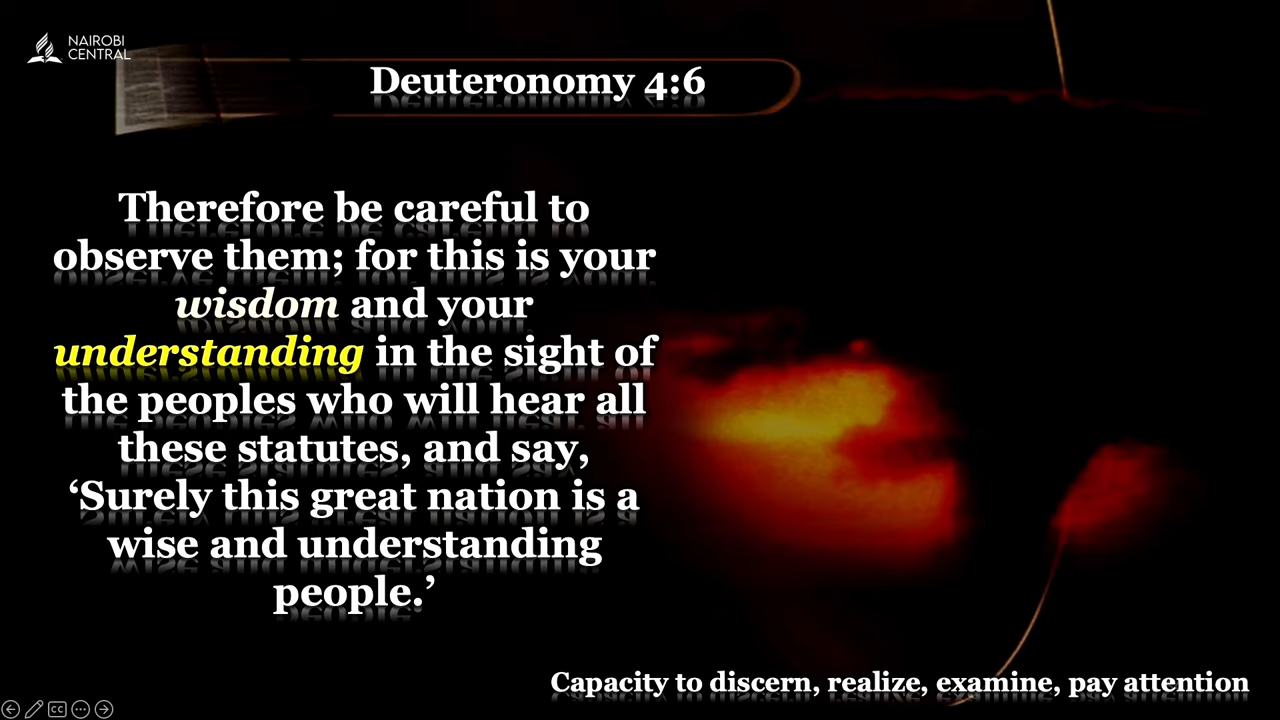 NAIROBI
CENTRAL
Deuteronomy 4:6
Therefore be careful to
observe them; for this is your
wisdom and your
understanding in the sight of
the peoples who will hear all
these statutes, and say,
‘Surely this great nation is a
wise and understanding
people.’
Capacity to discern, realize, examine, pay attention
CC